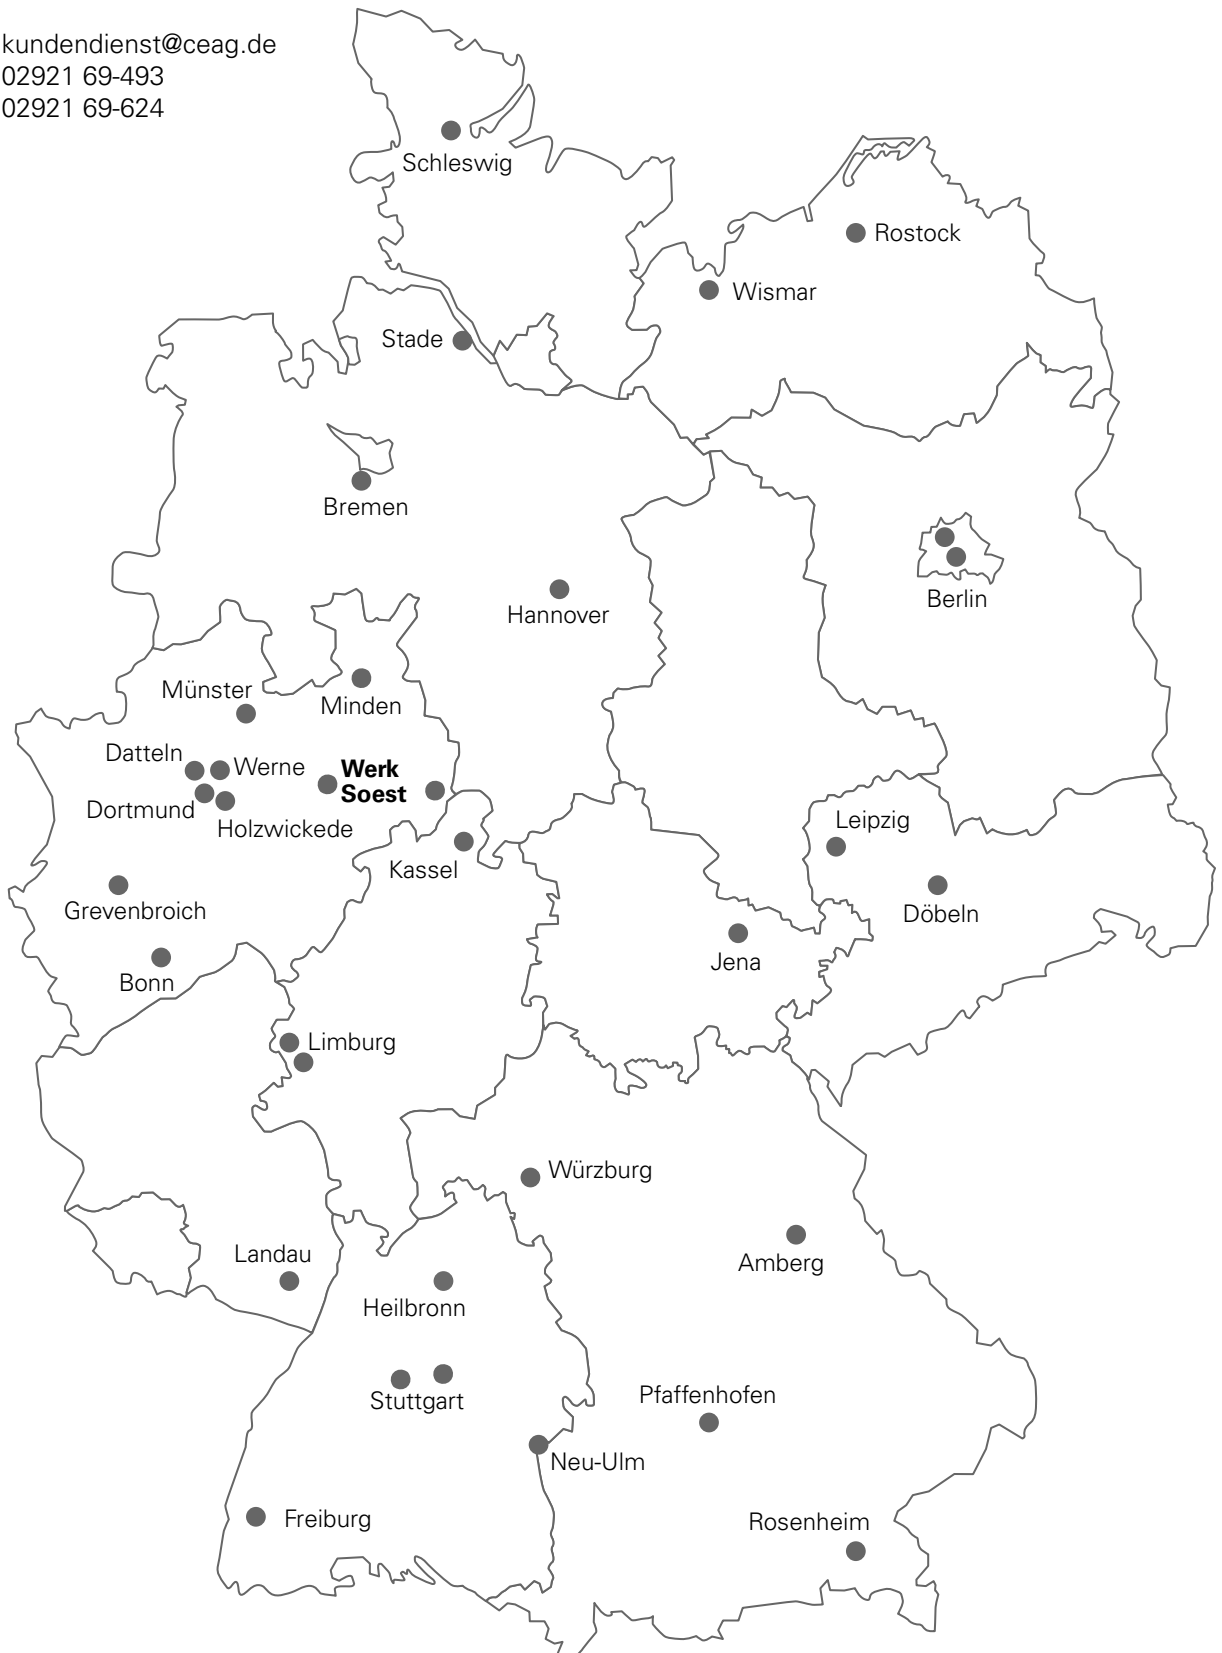 kundendienst@ceag.de
02921 69-493
02921 69-624
Schleswig
Rostock
Wismar
Stade
Bremen
Hannover
Berlin
Münster
Minden
Datteln
Werne
Werk
Soest
Dortmund
Holzwickede
Leipzig
Kassel
Grevenbroich
Döbeln
Jena
Bonn
Limburg
Würzburg
Landau
Amberg
Heilbronn
Stuttgart
Pfaffenhofen
Neu-Ulm
Freiburg
Rosenheim